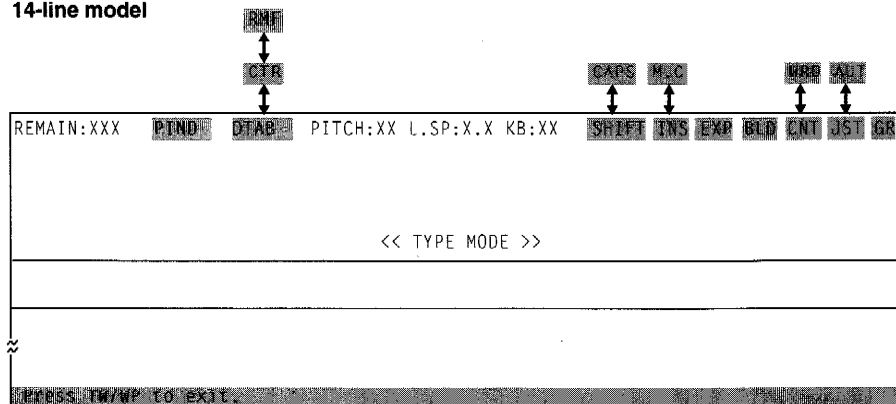 14-line model
RMF
CTR
CAPS M.C WRD AUT
REMAIN:XXX PIND DTAB PITCH:XX L.SP:X.X KB:XX SHIFT INS EXP BLD CNT JST GR
<< TYPE MODE >>
Press TW/WP to exit.